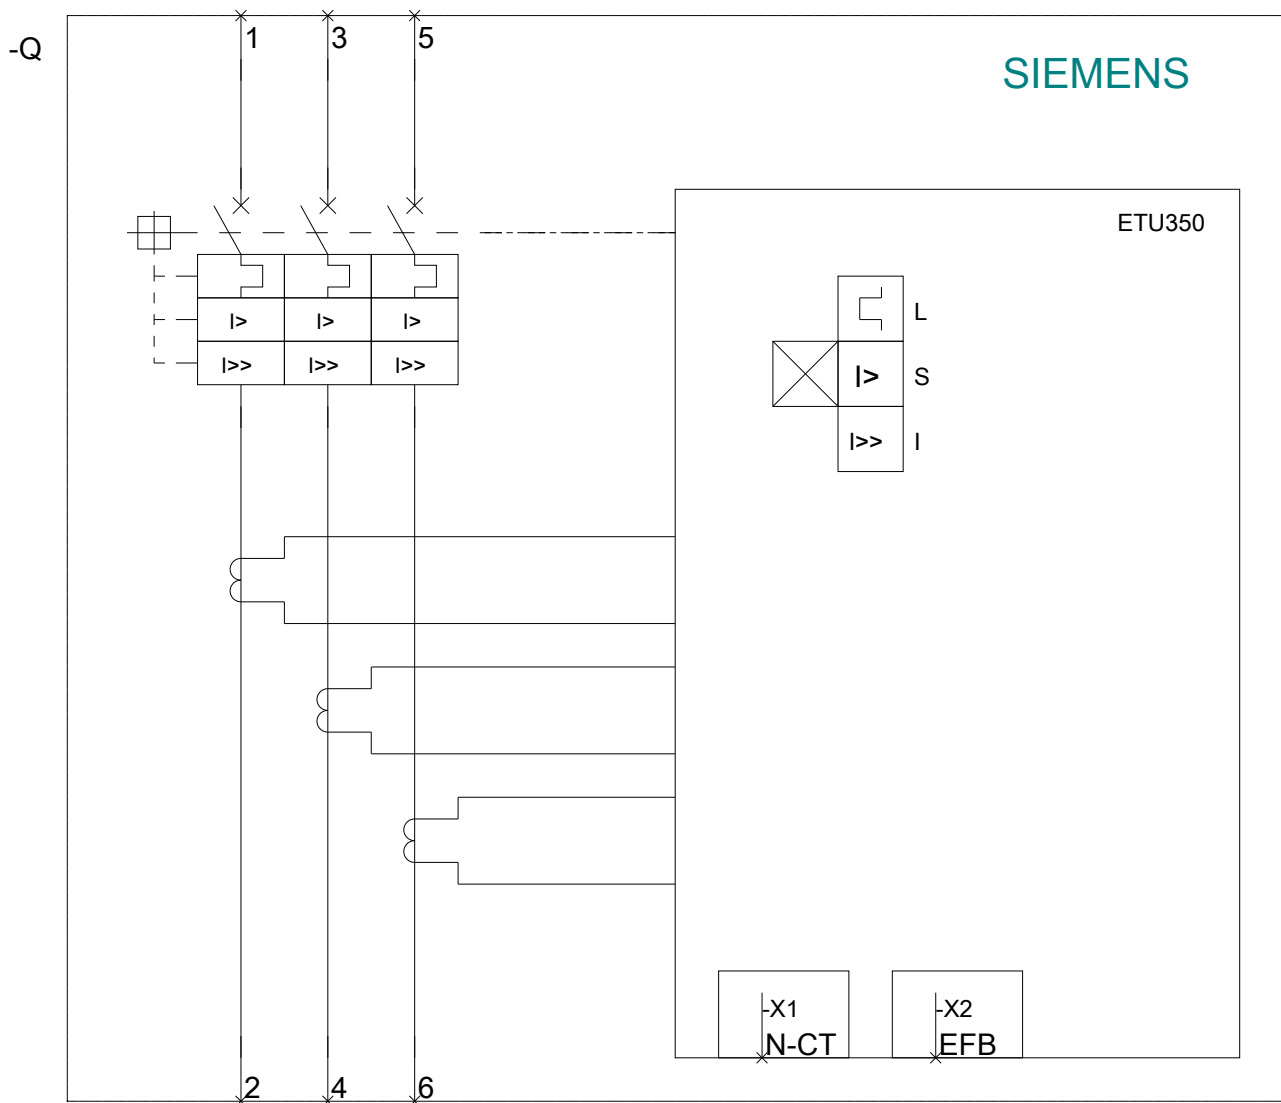 -Q
1 3 5
SIEMENS
ETU350
I> I> I>
I>> I>> I>>
L
I> S
I>> I
-X1 -X2
N-CT EFB
2 4 6